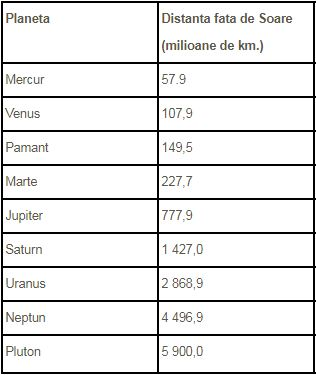 Planeta Distanta fata de Soare
(milioane de km.)
Mercur 57.9
Venus 107,9
Pamant 149,5
Marte 227,7
Jupiter 777,9
Saturn 1 427,0
Uranus 2 868,9
Neptun 4 496,9
Pluton 5 900,0